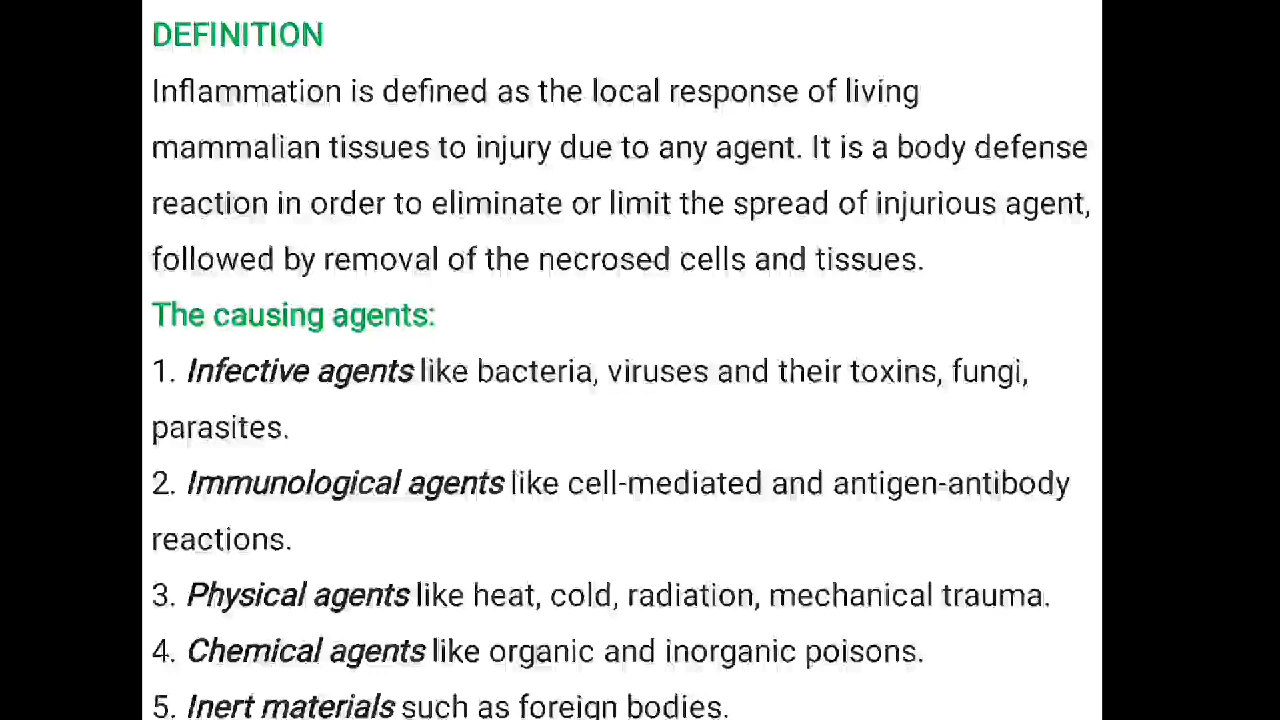 DEFINITION
Inflammation is defined as the local response of living
mammalian tissues to injury due to any agent. It is a body defense
reaction in order to eliminate or limit the spread of injurious agent,
followed by removal of the necrosed cells and tissues.
The causing agents:
1. Infective agents like bacteria, viruses and their toxins, fungi,
parasites.
2. Immunological agents like cell-mediated and antigen-antibody
reactions.
3. Physical agents like heat, cold, radiation, mechanical trauma.
4. Chemical agents like organic and inorganic poisons.
5. Inert materials such as foreign bodies.